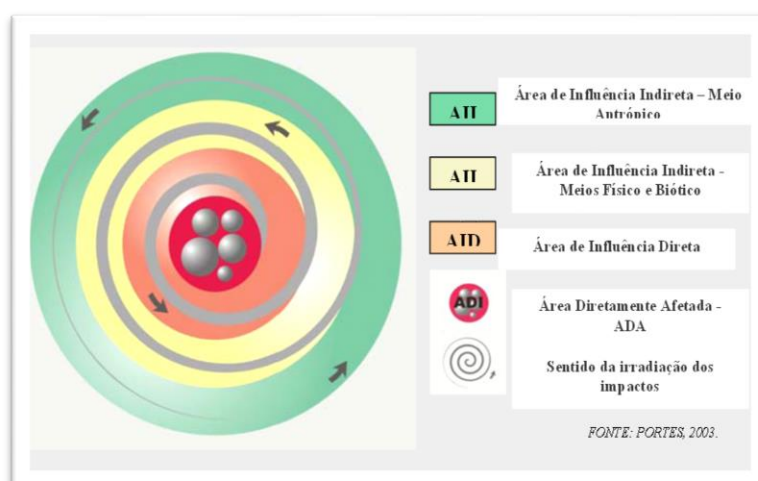 AII
Área de Influência Indireta – Meio
Antrópico
AII
Área de Influência Indireta -
Meios Físico e Biótico
AID
Área de Influência Direta
ADI
Área Diretamente Afetada -
ADA
Sentido da irradiação dos
impactos
FONTE: PORTES, 2003.